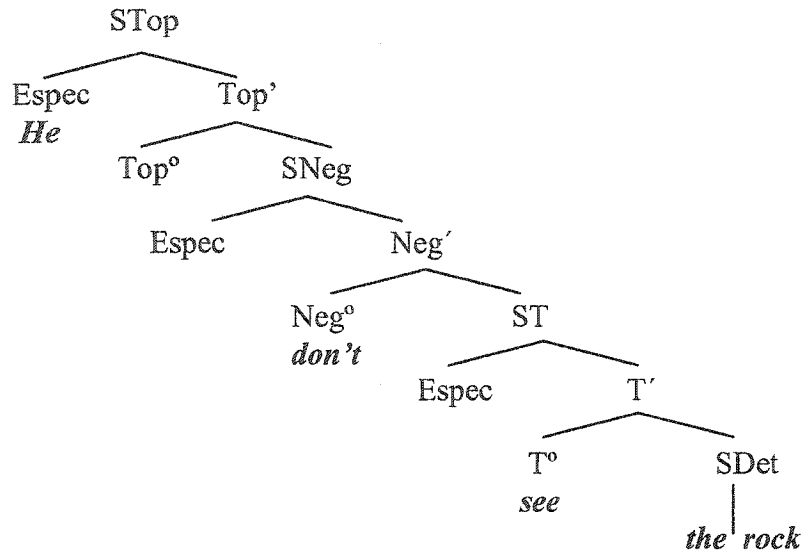 STop
Espec Top’
He
Topº SNeg
Espec Neg´
Negº ST
don’t
Espec T´
Tº SDet
see
the rock